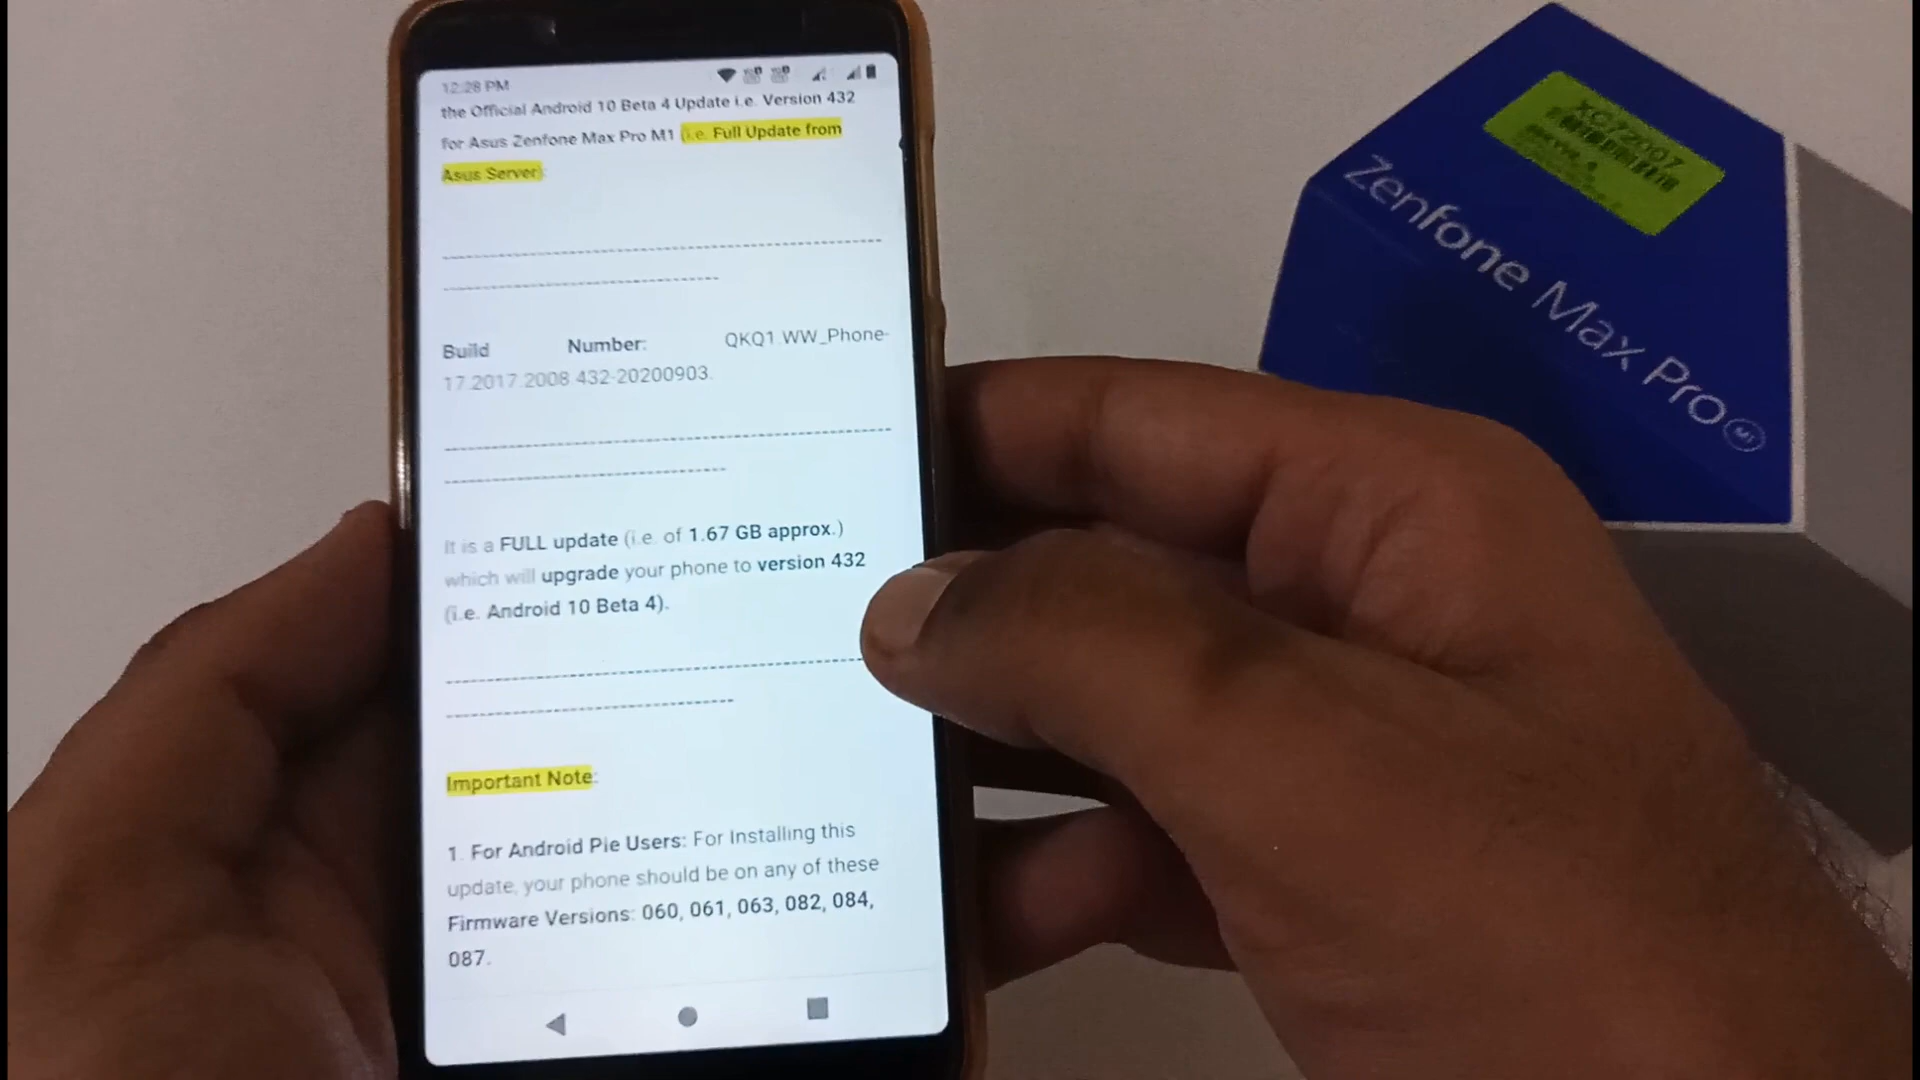 12:28 PM
the Official Android 10 Beta 4 Update i.e. Version 432
for Asus Zenfone Max Pro M1 (i.e. Full Update from
Asus Server):
Build Number: QKQ1.WW_Phone-
17.2017.2008.432-20200903.
It is a FULL update (i.e. of 1.67 GB approx.)
which will upgrade your phone to version 432
(i.e. Android 10 Beta 4).
Important Note:
1. For Android Pie Users: For Installing this
update, your phone should be on any of these
Firmware Versions: 060, 061, 063, 082, 084,
087.
Zenfone Max Pro M1